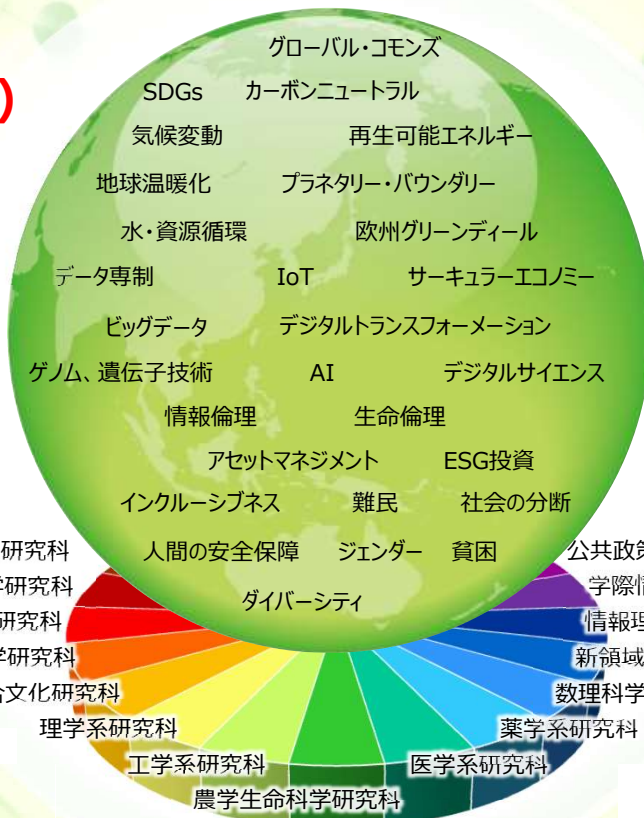 グローバル・コモンズ
)
SDGs カーボンニュートラル
気候変動 再生可能エネルギー
地球温暖化 プラネタリー・バウンダリー
水・資源循環 欧州グリーンディール
データ専制 IoT サーキュラーエコノミー
ビッグデータ デジタルトランスフォーメーション
ゲノム、遺伝子技術 AI デジタルサイエンス
情報倫理 生命倫理
アセットマネジメント ESG投資
インクルーシブネス 難民 社会の分断
研究科 人間の安全保障 ジェンダー 貧困 公共政策
学研究科 ダイバーシティ 学際情
研究科 情報理
学研究科 新領域
合文化研究科 数理科学
理学系研究科 薬学系研究科
工学系研究科 医学系研究科
農学生命科学研究科